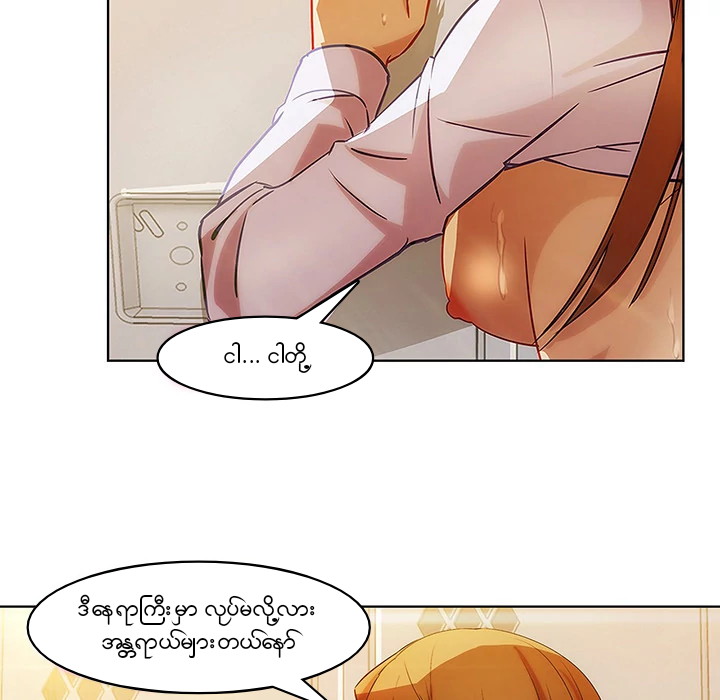 ငါ... ငါတို့
ဒီနေရာကြီးမှာ လုပ်မလို့လား
အန္တရာယ်များတယ်နော်